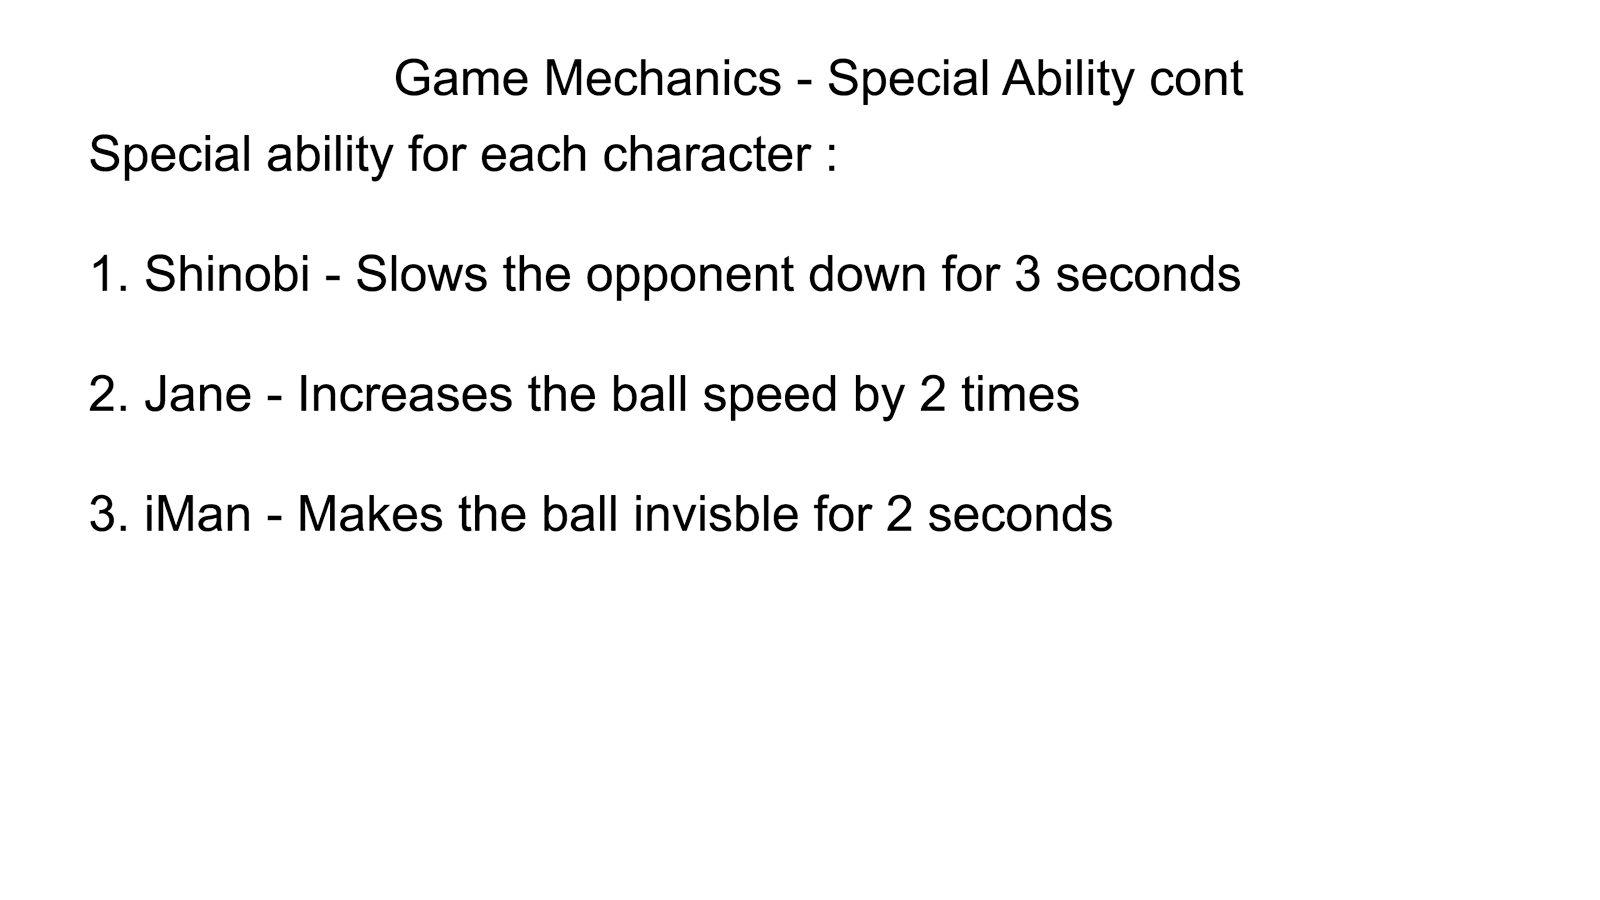 Game Mechanics - Special Ability cont
Special ability for each character :
1. Shinobi - Slows the opponent down for 3 seconds
2. Jane - Increases the ball speed by 2 times
3. iMan - Makes the ball invisble for 2 seconds